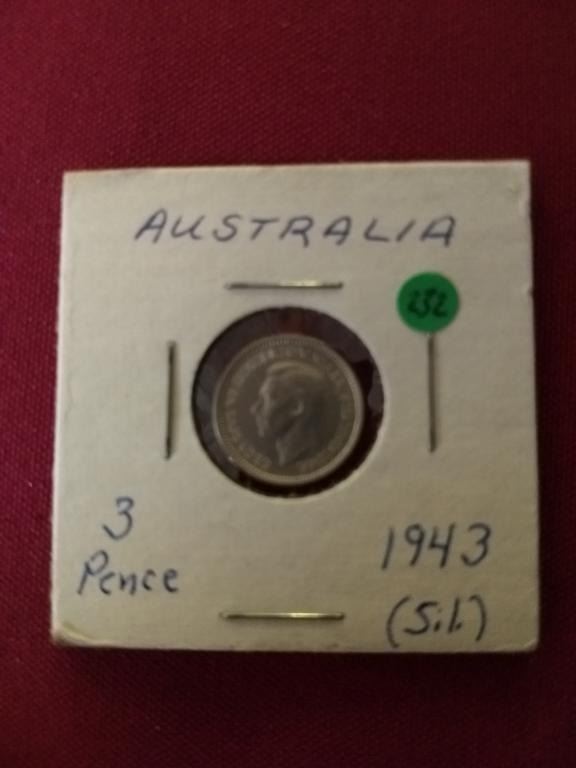 AUSTRALIA
232
3
Pence
1943
(Sil.)